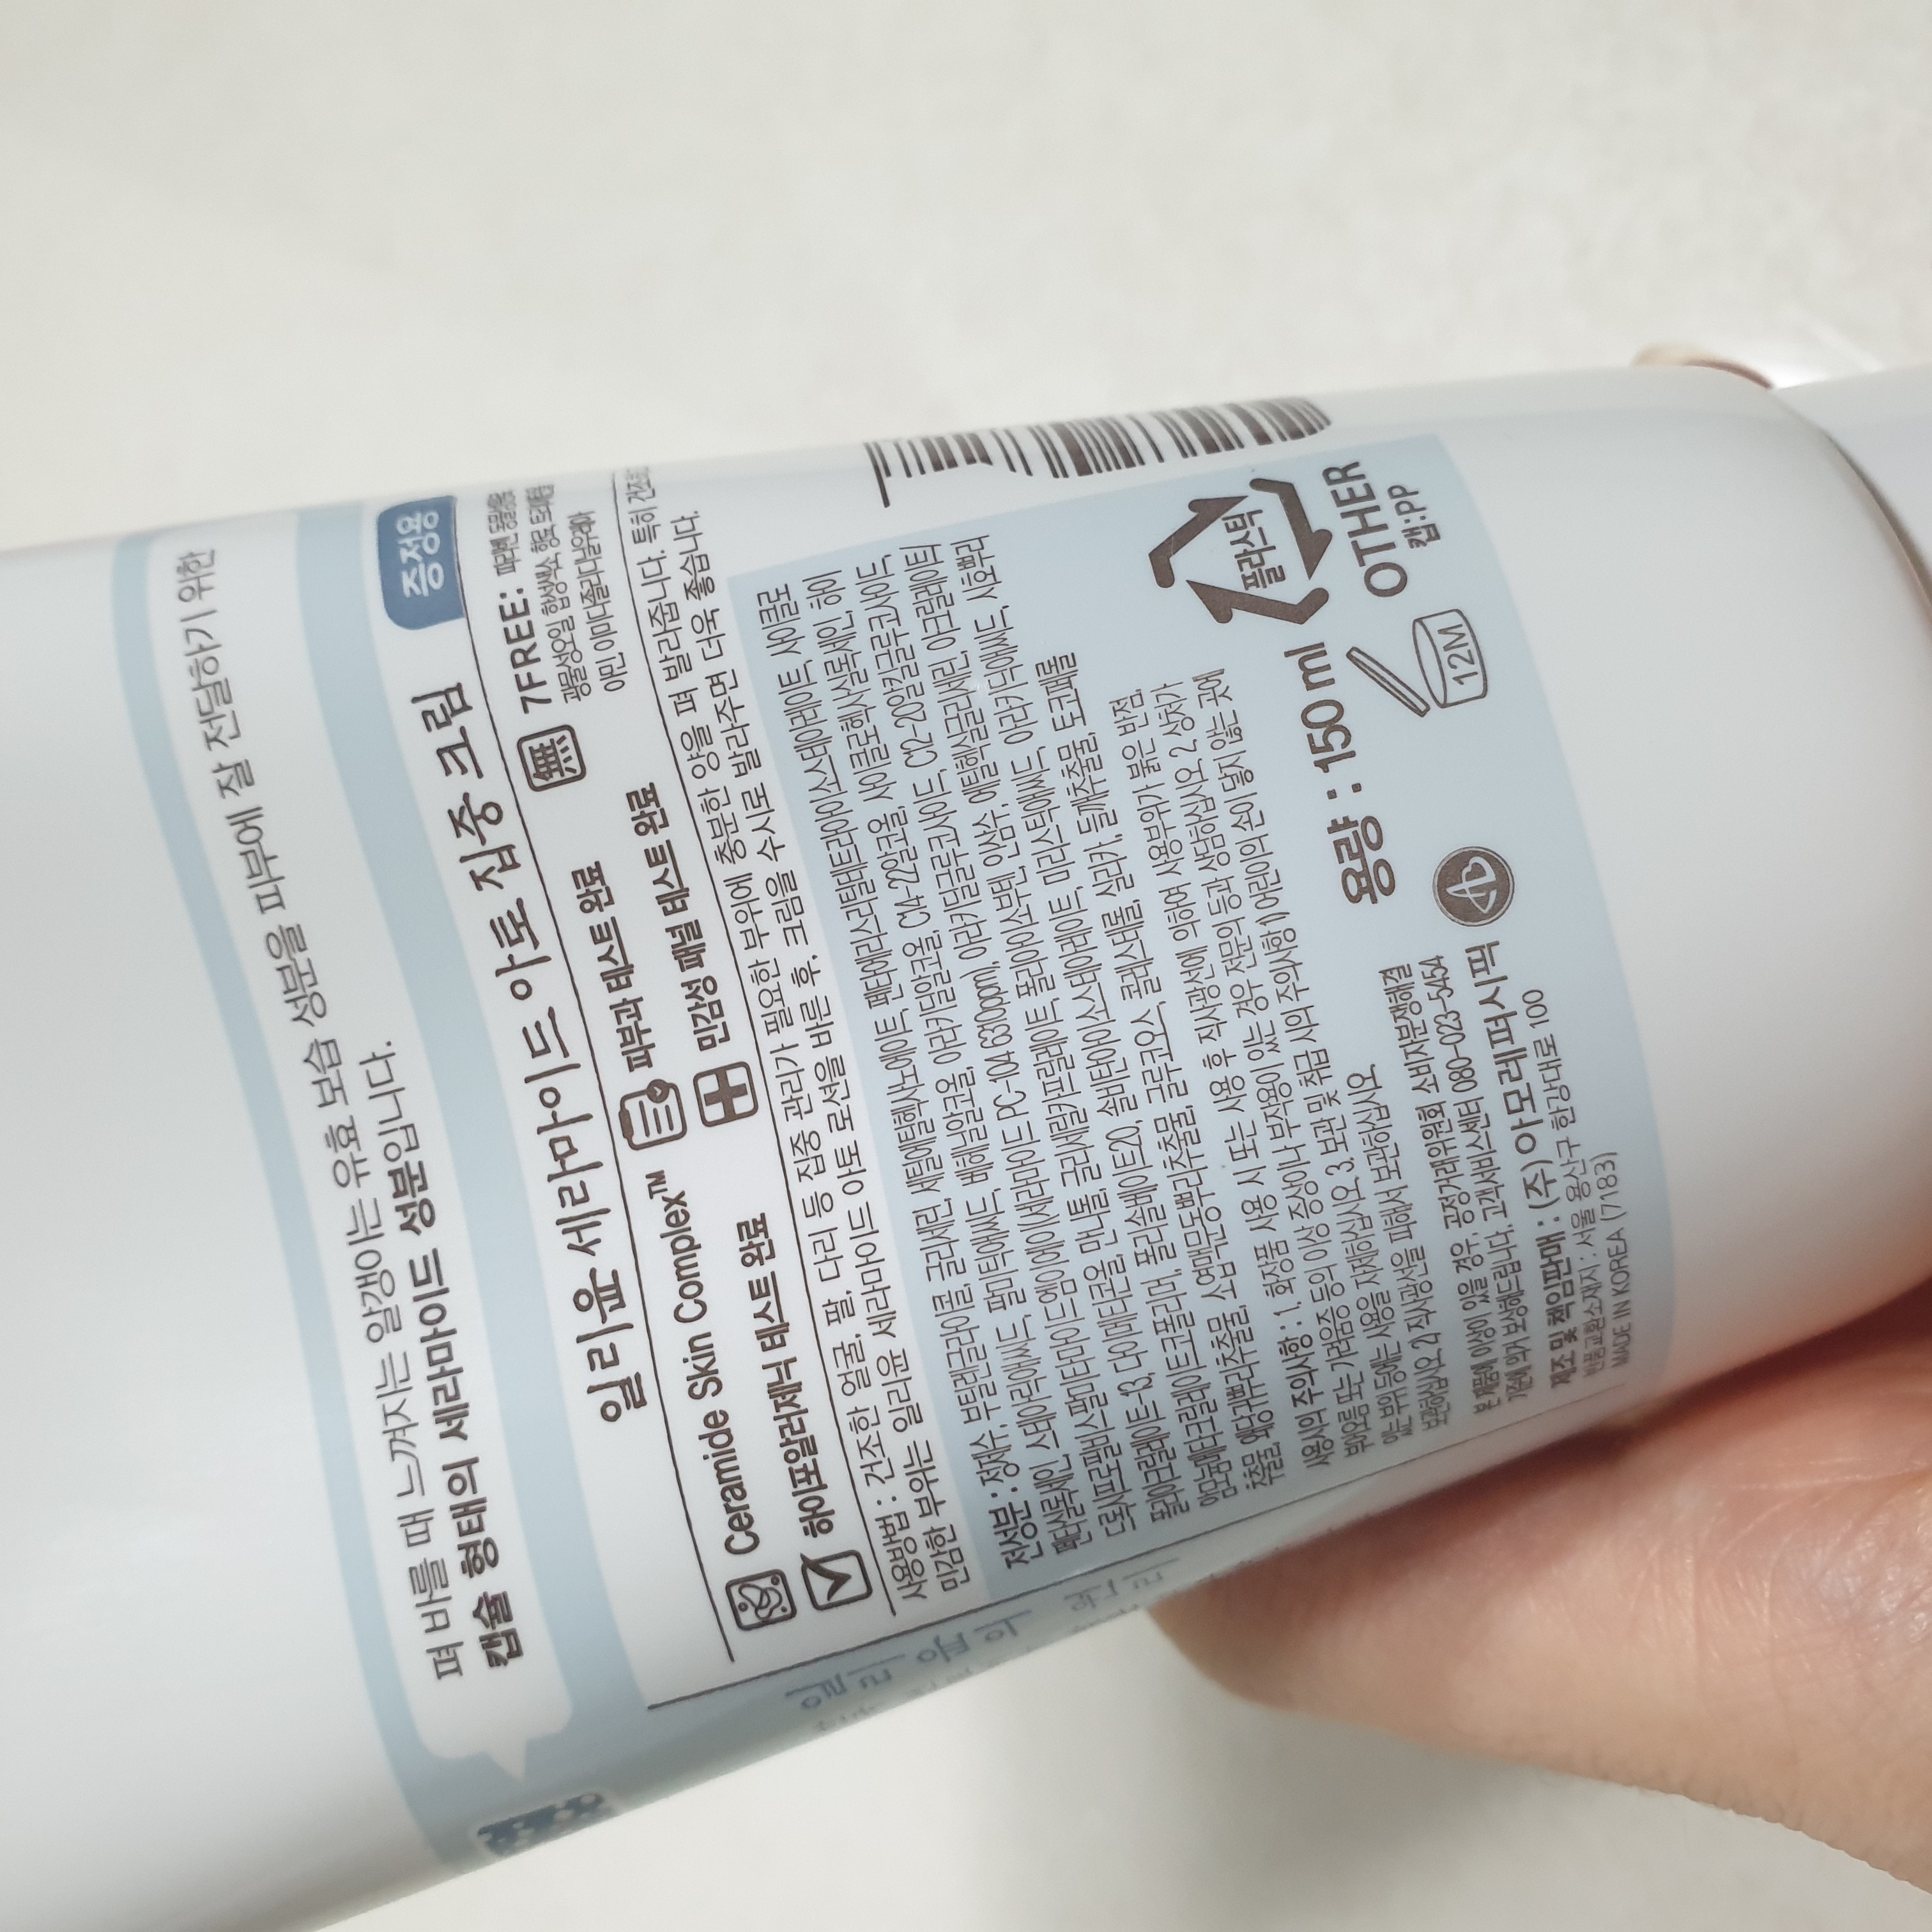 펴 바를 때 느껴지는 알갱이는 유효 보습 성분을 피부에 잘 전달하기 위한
캡슐 형태의 세라마이드 성분입니다.
증정용
일리윤 세라마이드 아토 집중 크림
Ceramide Skin Complex™
피부과 테스트 완료
하이포알러제닉 테스트 완료
민감성 패널 테스트 완료
無
7FREE: 파라벤 동물성원료
광물성오일 합성색소, 향료, 트리에탄올
아민, 이미다졸리디닐우레아
사용방법 : 건조한 얼굴, 팔, 다리 등 집중 관리가 필요한 부위에 충분한 양을 펴 발라줍니다. 특히 건조하고
민감한 부위는 일리윤 세라마이드 아토 로션을 바른 후, 크림을 수시로 발라주면 더욱 좋습니다.
전성분 : 정제수, 부틸렌글라이콜, 글리세린, 세틸에틸헥사노에이트, 펜타에리스리틸테트라아이소스테아레이트, 사이클로
펜타실록세인, 스테아릭애씨드, 팔미틱애씨드, 베헤닐알코올, 아라키딜알코올, C14-22알코올, 사이클로헥사실록세인, 하이
드록시프로필비스팔미타마이드엠이에이(세라마이드 PC-104 6310ppm), 아라키딜글루코사이드, C12-20알킬글루코사이드,
폴리아크릴레이트-13, 다이메티콘올, 만니톨, 글리세릴카프릴레이트, 폴리아이소부텐, 인삼수, 에틸헥실글리세린, 아크릴레이트/
암모늄메타크릴레이트코폴리머, 폴리솔베이트20, 솔비탄아이소스테아레이트, 미리스틱애씨드, 아라키딕애씨드, 시호뿌리
추출물, 왜당귀뿌리추출물, 소엽맥문동뿌리추출물, 글루코오스, 콜레스테롤, 실리카, 들깨추출물, 토코페롤
사용시의 주의사항 : 1. 화장품 사용 시 또는 사용 후 직사광선에 의하여 사용부위가 붉은 반점,
부어오름 또는 가려움증 등의 이상 증상이나 부작용이 있는 경우 전문의 등과 상담하십시오 2. 상처가
있는 부위 등에는 사용을 자제하십시오 3. 보관 및 취급 시의 주의사항 1) 어린이의 손이 닿지 않는 곳에
보관하십시오. 2) 직사광선을 피해서 보관하십시오
본 제품에 이상이 있을 경우, 공정거래위원회 소비자분쟁해결
기준에 의거 보상해드립니다. 고객서비스센터 080-023-5454
제조 및 책임판매 : (주)아모레퍼시픽
반품교환소재지 : 서울 용산구 한강대로 100
MADE IN KOREA (7183)
용량 : 150 ml
12M
플라스틱
OTHER
캡:PP